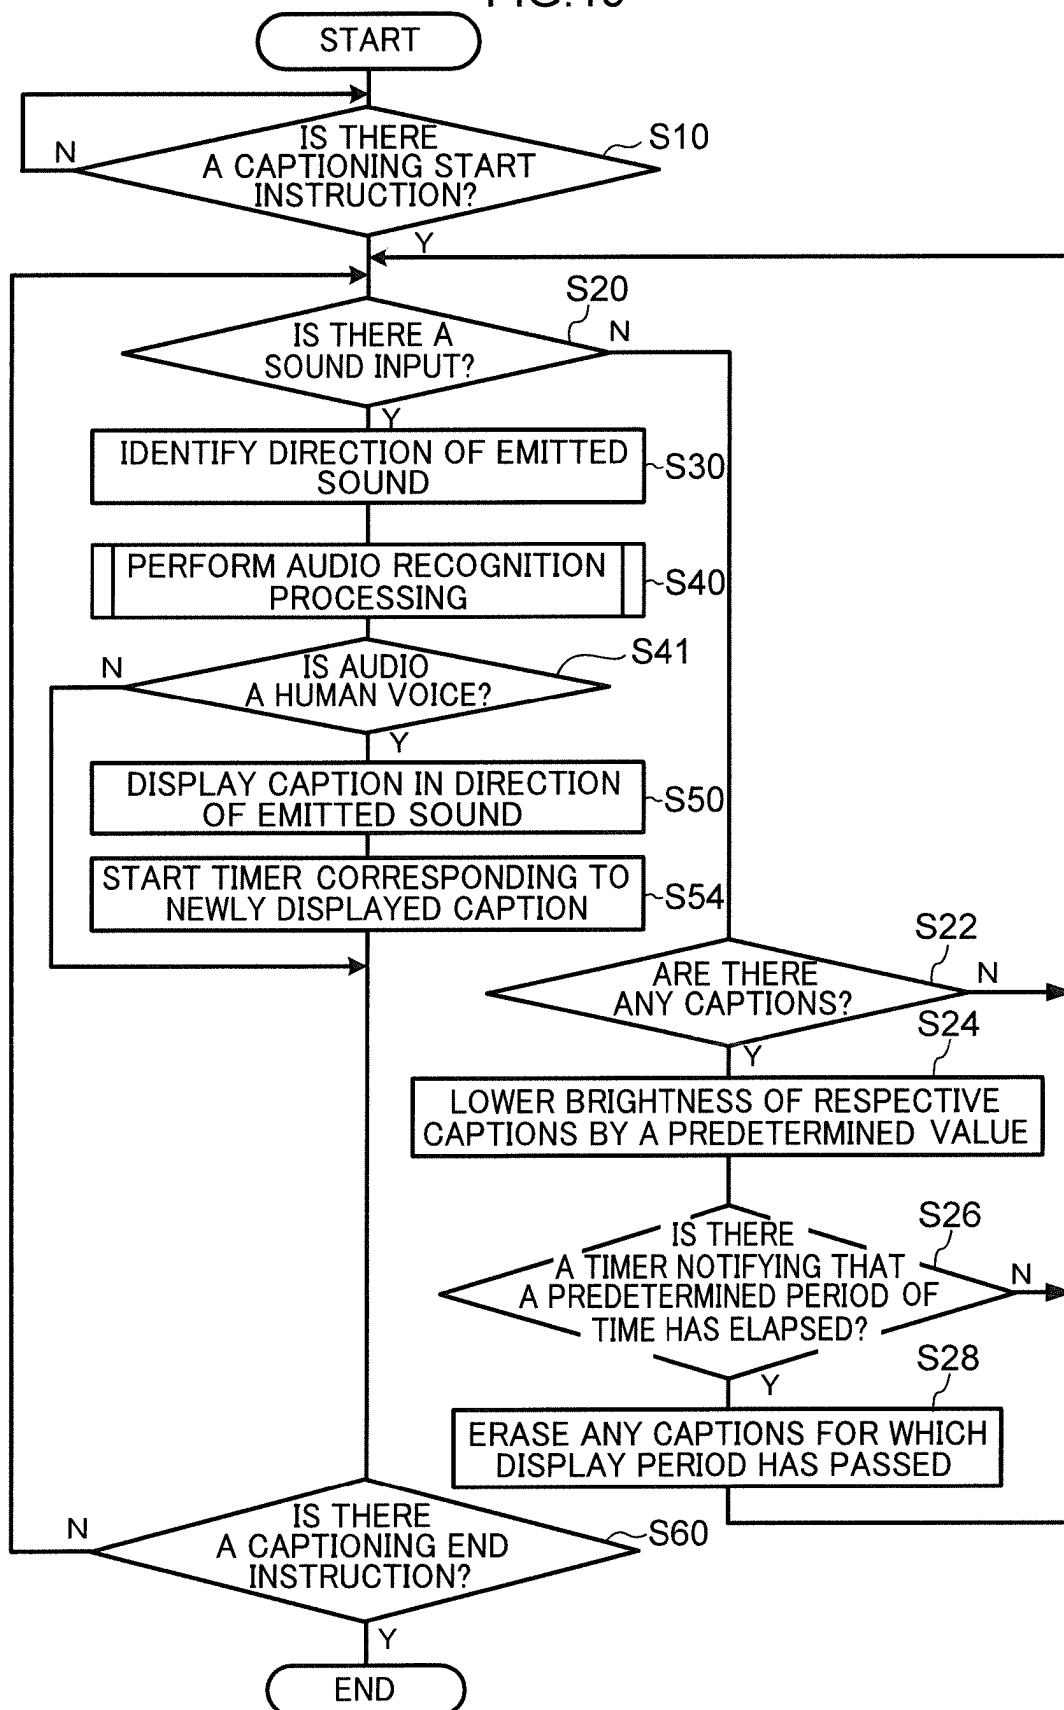 START
IS THERE
A CAPTIONING START
INSTRUCTION?
S10
N
Y
IS THERE A
SOUND INPUT?
S20
N
Y
IDENTIFY DIRECTION OF EMITTED
SOUND
S30
PERFORM AUDIO RECOGNITION
PROCESSING
S40
IS AUDIO
A HUMAN VOICE?
S41
N
Y
DISPLAY CAPTION IN DIRECTION
OF EMITTED SOUND
S50
START TIMER CORRESPONDING TO
NEWLY DISPLAYED CAPTION
S54
ARE THERE
ANY CAPTIONS?
S22
N
Y
LOWER BRIGHTNESS OF RESPECTIVE
CAPTIONS BY A PREDETERMINED VALUE
S24
IS THERE
A TIMER NOTIFYING THAT
A PREDETERMINED PERIOD OF
TIME HAS ELAPSED?
S26
N
Y
ERASE ANY CAPTIONS FOR WHICH
DISPLAY PERIOD HAS PASSED
S28
IS THERE
A CAPTIONING END
INSTRUCTION?
S60
N
Y
END